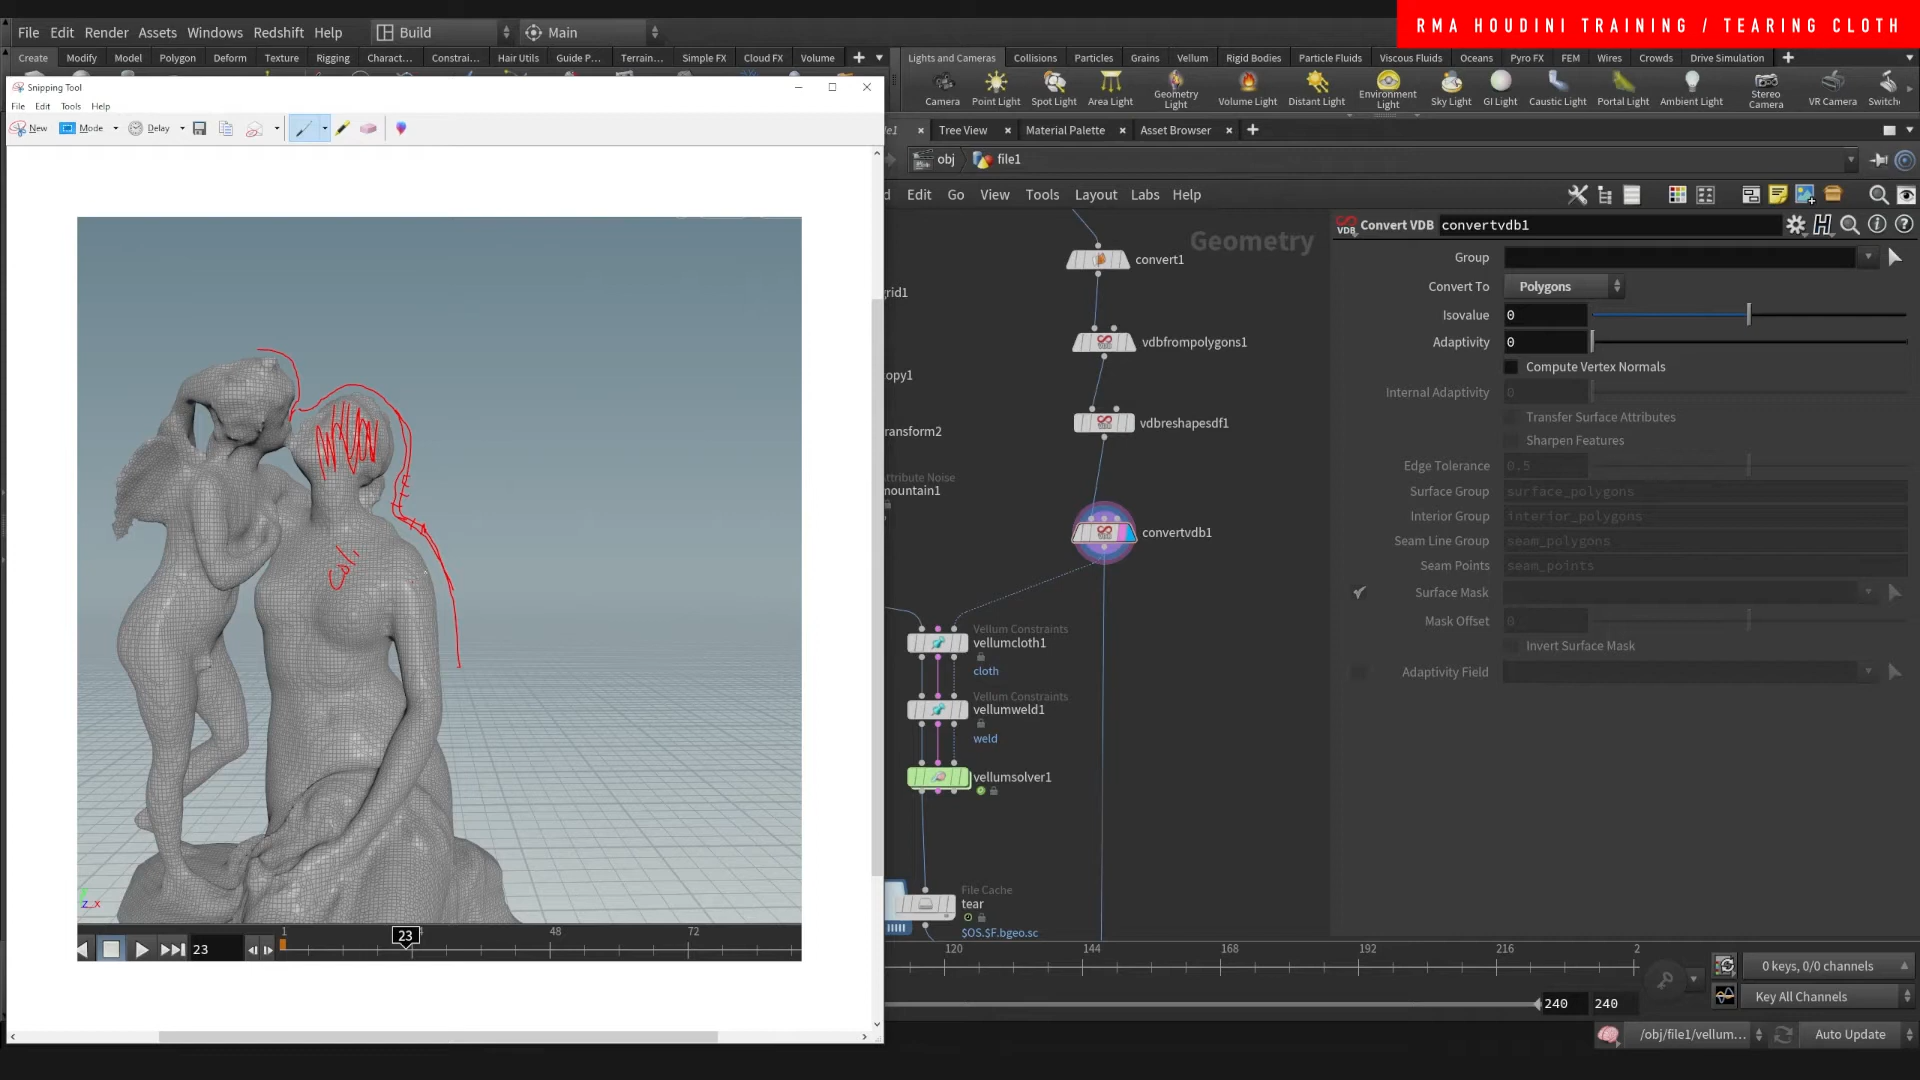 RMA HOUDINI TRAINING / TEARING CLOTH
File Edit Render Assets Windows Redshift Help Build Main
Create Modify Model Polygon Deform Texture Rigging Charact... Constrai... Hair Utils Guide P... Terrain... Simple FX Cloud FX Volume
Lights and Cameras Collisions Particles Grains Vellum Rigid Bodies Particle Fluids Viscous Fluids Oceans Pyro FX FEM Wires Crowds Drive Simulation
Camera Point Light Spot Light Area Light Geometry Light Volume Light Distant Light Environment Light Sky Light GI Light Caustic Light Portal Light Ambient Light Stereo Camera VR Camera Switch
Snipping Tool
File Edit Tools Help
New Mode Delay
Tree View Material Palette Asset Browser
obj file1
Edit Go View Tools Layout Labs Help
Geometry
convert1
grid1
vdbfrompolygons1
opy1
vdbreshapesdf1
ransform2
ttribute Noise
mountain1
convertvdb1
Vellum Constraints
vellumcloth1
cloth
Vellum Constraints
vellumweld1
weld
vellumsolver1
File Cache
tear
$OS.$F.bgeo.sc
VDB Convert VDB convertvdb1
Group
Convert To Polygons
Isovalue 0
Adaptivity 0
Compute Vertex Normals
Internal Adaptivity 0
Transfer Surface Attributes
Sharpen Features
Edge Tolerance 0.5
Surface Group surface_polygons
Interior Group interior_polygons
Seam Line Group seam_polygons
Seam Points seam_points
Surface Mask
Mask Offset 0
Invert Surface Mask
Adaptivity Field
Col
Z X
23 1 23 48 72
120 144 168 192 216 2
0 keys, 0/0 channels
240 240 Key All Channels
/obj/file1/vellum... Auto Update